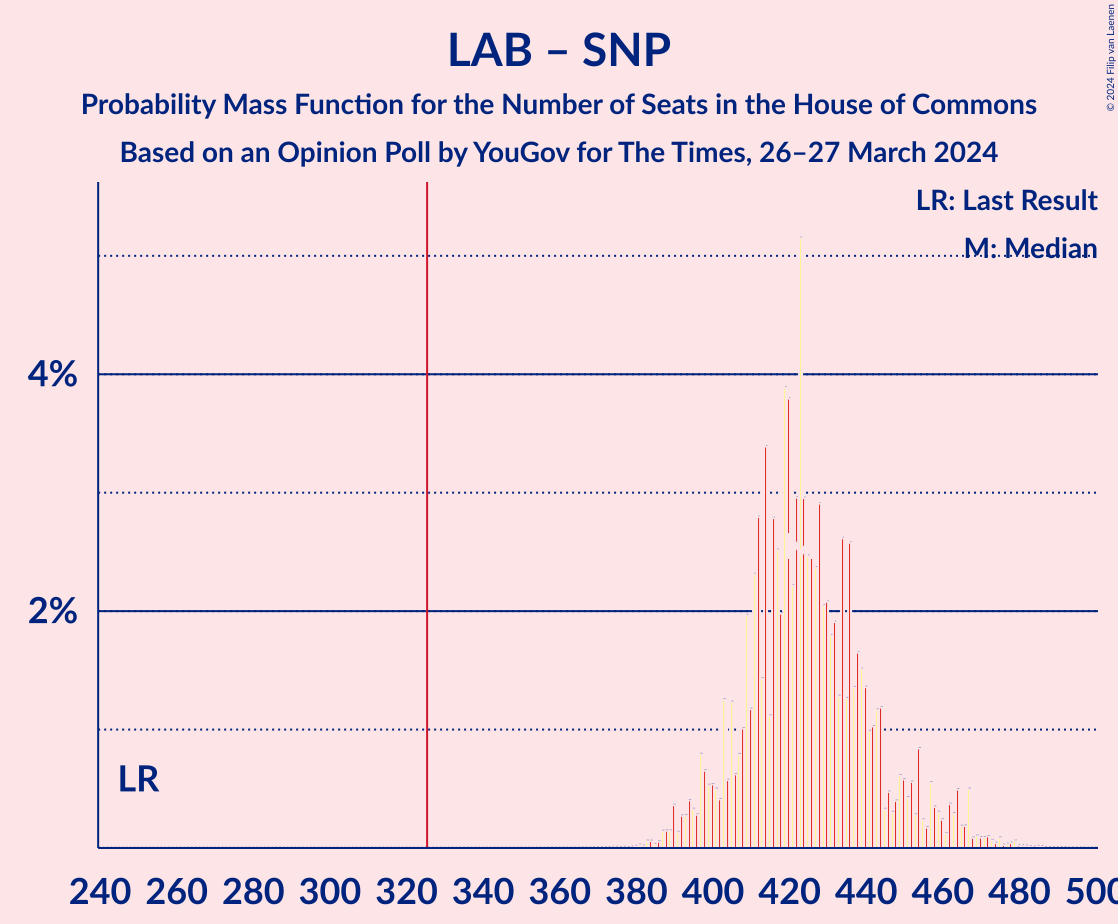 LAB – SNP
Probability Mass Function for the Number of Seats in the House of Commons
Based on an Opinion Poll by YouGov for The Times, 26–27 March 2024
© 2024 Filip van Laenen
LR: Last Result
M: Median
4%
2%
LR
240 260 280 300 320 340 360 380 400 420 440 460 480 500